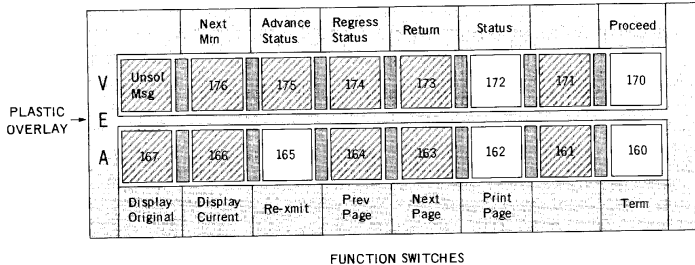 Next Mrn Advance Status Regress Status Return Status Proceed
V Unsol Msg 176 175 174 173 172 171 170
PLASTIC OVERLAY
E
A 167 166 165 164 163 162 161 160
Display Original Display Current Re-xmit Prev Page Next Page Print Page Term
FUNCTION SWITCHES